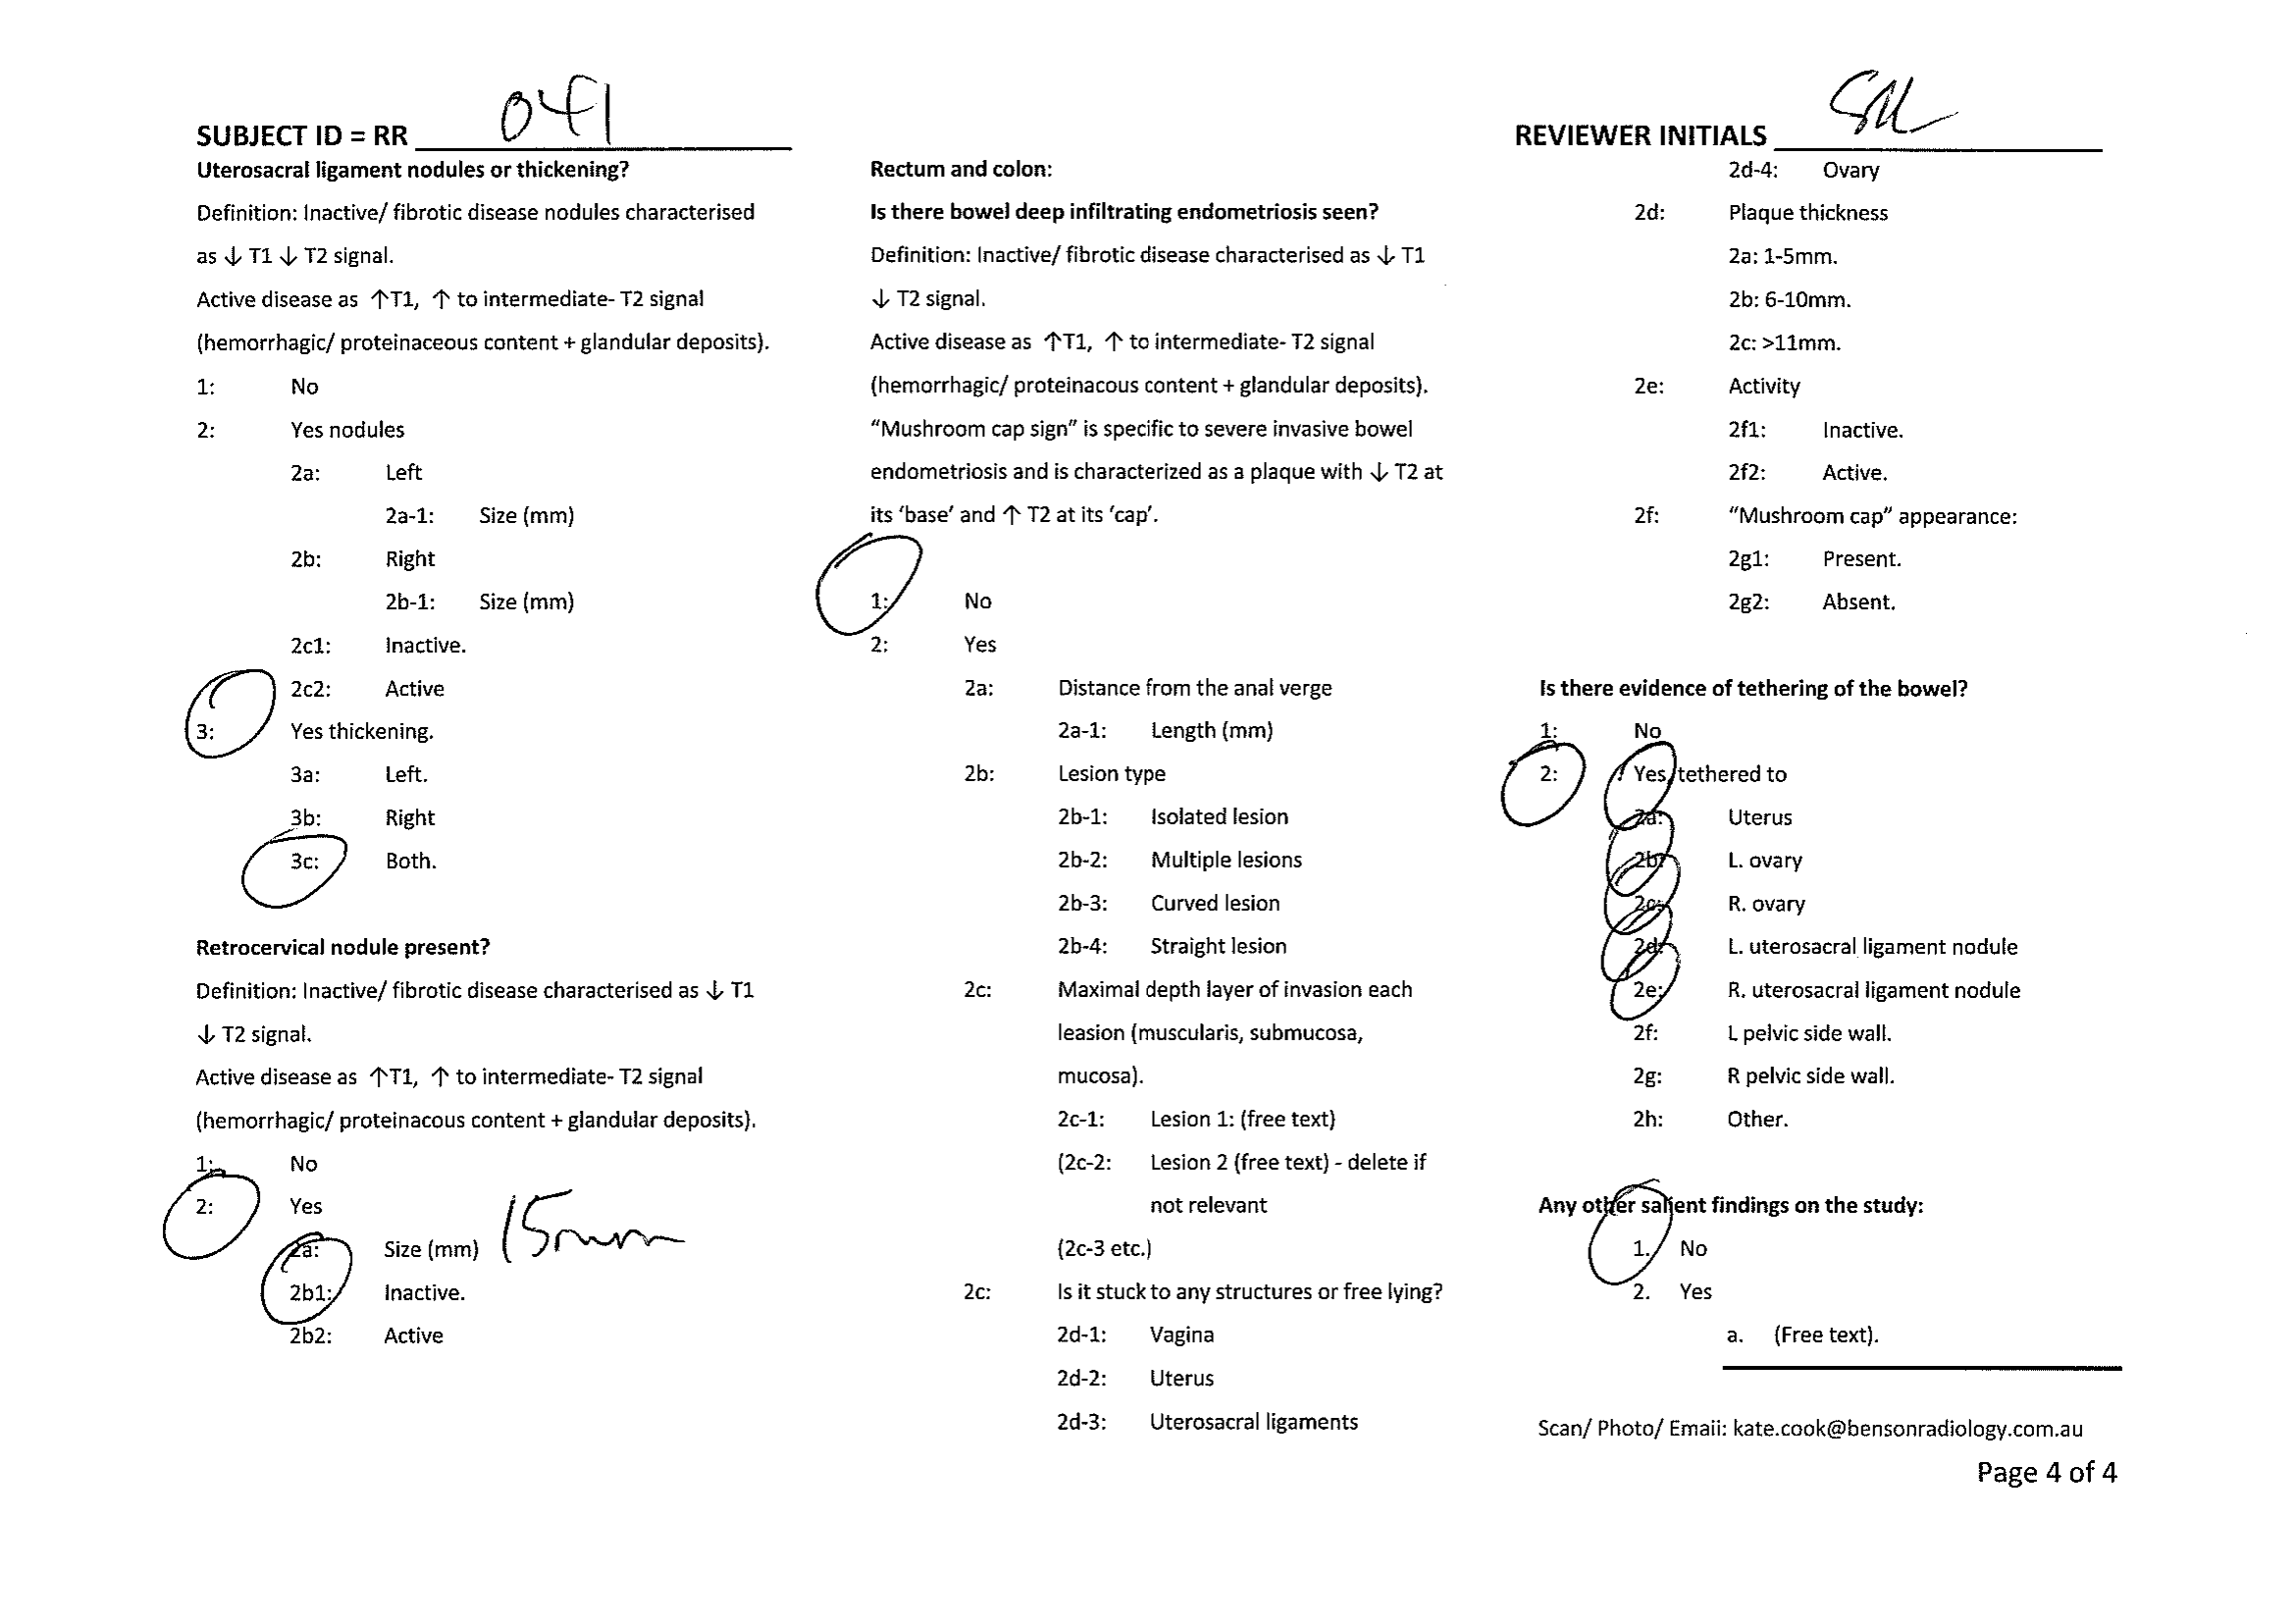 SUBJECT ID = RR 041
REVIEWER INITIALS
Uterosacral ligament nodules or thickening?
Definition: Inactive/ fibrotic disease nodules characterised
as ↓ T1 ↓ T2 signal.
Active disease as ↑T1, ↑ to intermediate- T2 signal
(hemorrhagic/ proteinaceous content + glandular deposits).
1: No
2: Yes nodules
2a: Left
2a-1: Size (mm)
2b: Right
2b-1: Size (mm)
2c1: Inactive.
2c2: Active
3: Yes thickening.
3a: Left.
3b: Right
3c: Both.
Retrocervical nodule present?
Definition: Inactive/ fibrotic disease characterised as ↓ T1
↓ T2 signal.
Active disease as ↑T1, ↑ to intermediate- T2 signal
(hemorrhagic/ proteinacous content + glandular deposits).
1: No
2: Yes
2a: Size (mm) 15mm
2b1: Inactive.
2b2: Active
Rectum and colon:
Is there bowel deep infiltrating endometriosis seen?
Definition: Inactive/ fibrotic disease characterised as ↓ T1
↓ T2 signal.
Active disease as ↑T1, ↑ to intermediate- T2 signal
(hemorrhagic/ proteinacous content + glandular deposits).
“Mushroom cap sign” is specific to severe invasive bowel
endometriosis and is characterized as a plaque with ↓ T2 at
its ‘base’ and ↑ T2 at its ‘cap’.
1: No
2: Yes
2a: Distance from the anal verge
2a-1: Length (mm)
2b: Lesion type
2b-1: Isolated lesion
2b-2: Multiple lesions
2b-3: Curved lesion
2b-4: Straight lesion
2c: Maximal depth layer of invasion each
leasion (muscularis, submucosa,
mucosa).
2c-1: Lesion 1: (free text)
(2c-2: Lesion 2 (free text) - delete if
not relevant
(2c-3 etc.)
2c: Is it stuck to any structures or free lying?
2d-1: Vagina
2d-2: Uterus
2d-3: Uterosacral ligaments
2d-4: Ovary
2d: Plaque thickness
2a: 1-5mm.
2b: 6-10mm.
2c: >11mm.
2e: Activity
2f1: Inactive.
2f2: Active.
2f: “Mushroom cap” appearance:
2g1: Present.
2g2: Absent.
Is there evidence of tethering of the bowel?
1: No
2: Yes, tethered to
2a: Uterus
2b: L. ovary
2c: R. ovary
2d: L. uterosacral ligament nodule
2e: R. uterosacral ligament nodule
2f: L pelvic side wall.
2g: R pelvic side wall.
2h: Other.
Any other salient findings on the study:
1. No
2. Yes
a. (Free text).
Scan/ Photo/ Email: kate.cook@bensonradiology.com.au
Page 4 of 4